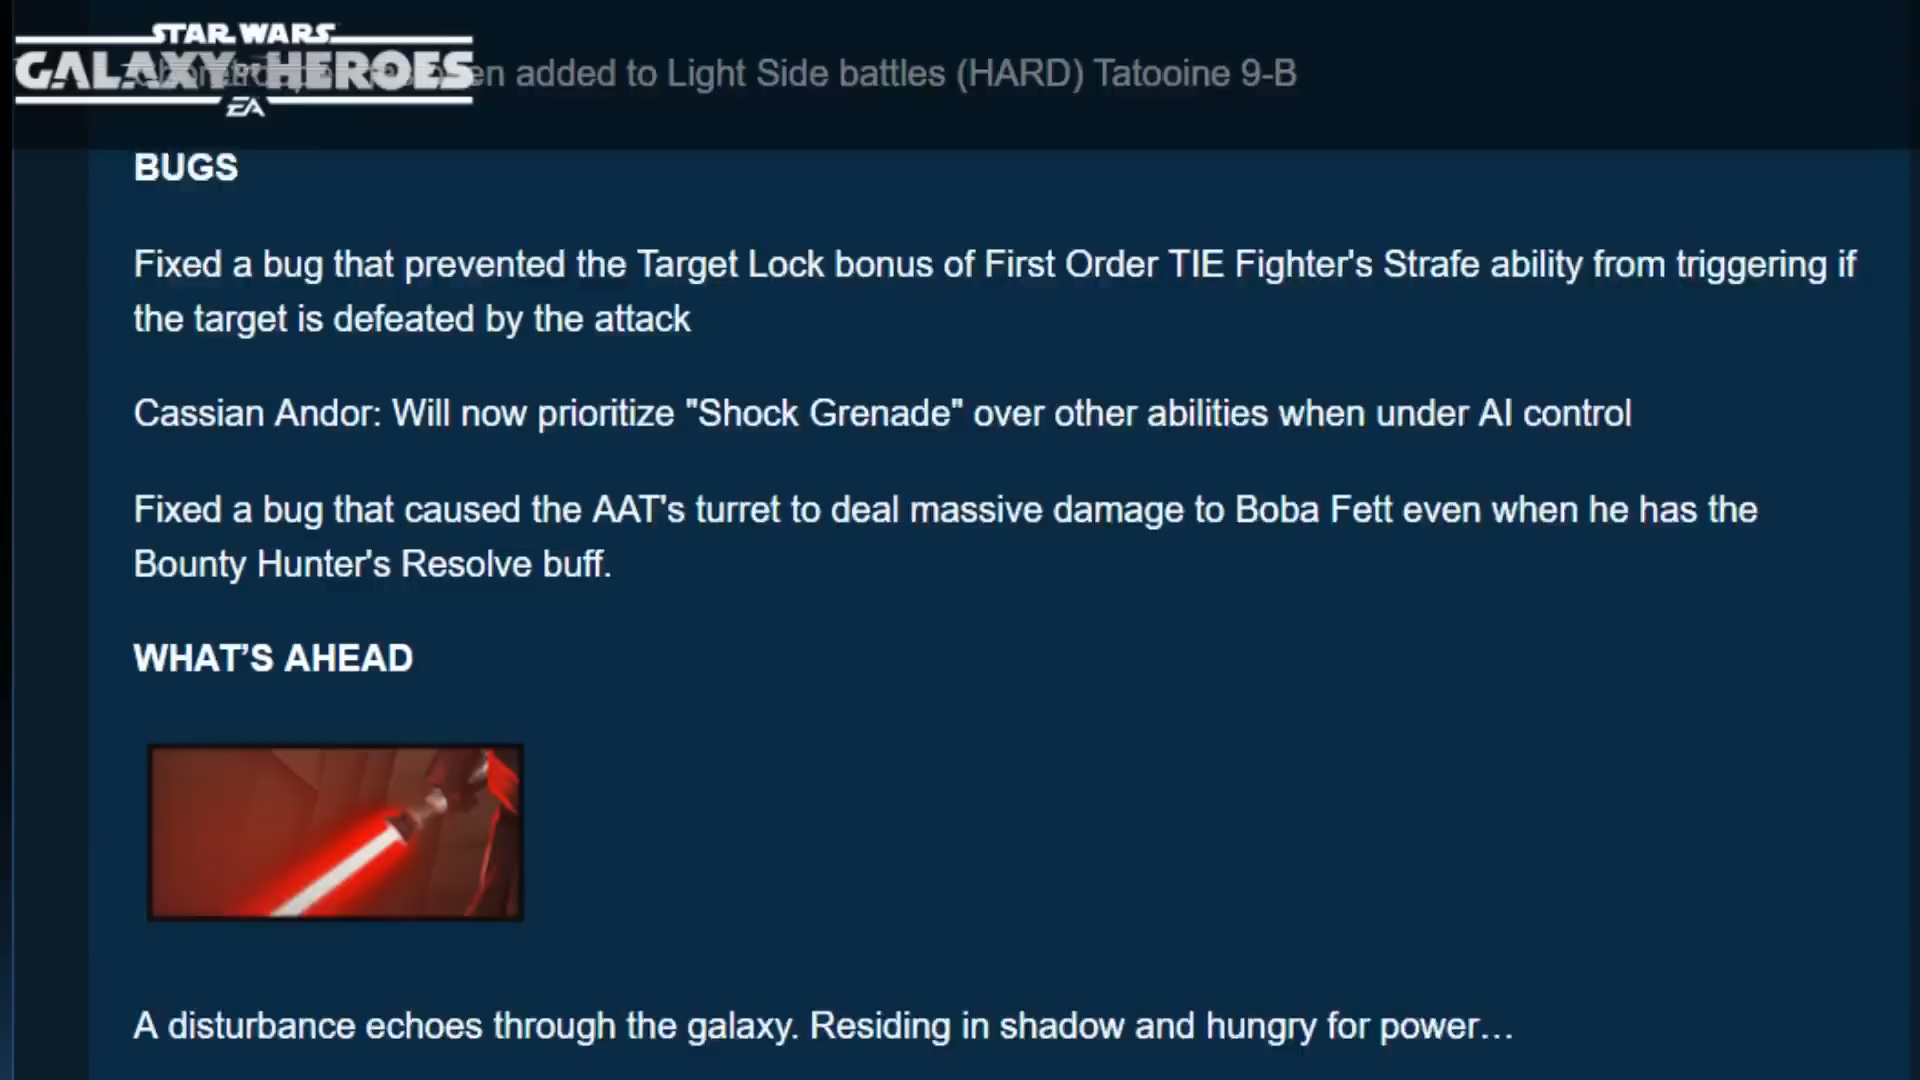 STAR WARS
GALAXY OF HEROES
EA
added to Light Side battles (HARD) Tatooine 9-B
BUGS
Fixed a bug that prevented the Target Lock bonus of First Order TIE Fighter's Strafe ability from triggering if
the target is defeated by the attack
Cassian Andor: Will now prioritize "Shock Grenade" over other abilities when under AI control
Fixed a bug that caused the AAT's turret to deal massive damage to Boba Fett even when he has the
Bounty Hunter's Resolve buff.
WHAT’S AHEAD
A disturbance echoes through the galaxy. Residing in shadow and hungry for power…